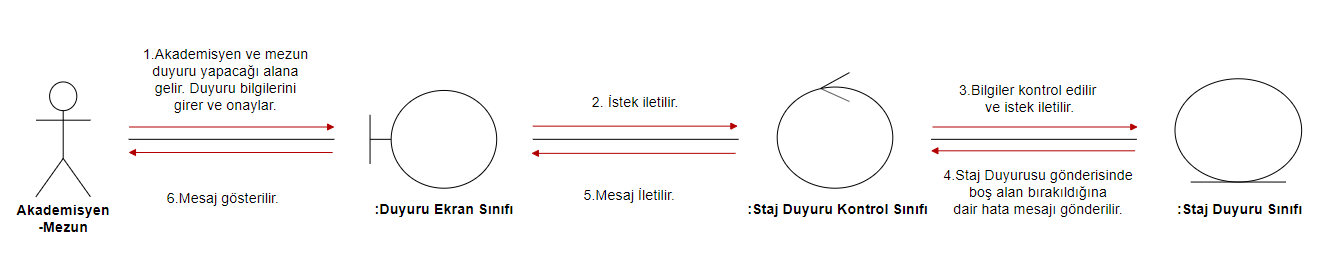 1.Akademisyen ve mezun
duyuru yapacağı alana
gelir. Duyuru bilgilerini
girer ve onaylar.
2. İstek iletilir.
3.Bilgiler kontrol edilir
ve istek iletilir.
4.Staj Duyurusu gönderisinde
boş alan bırakıldığına
dair hata mesajı gönderilir.
5.Mesaj İletilir.
6.Mesaj gösterilir.
Akademisyen
-Mezun
:Duyuru Ekran Sınıfı
:Staj Duyuru Kontrol Sınıfı
:Staj Duyuru Sınıfı